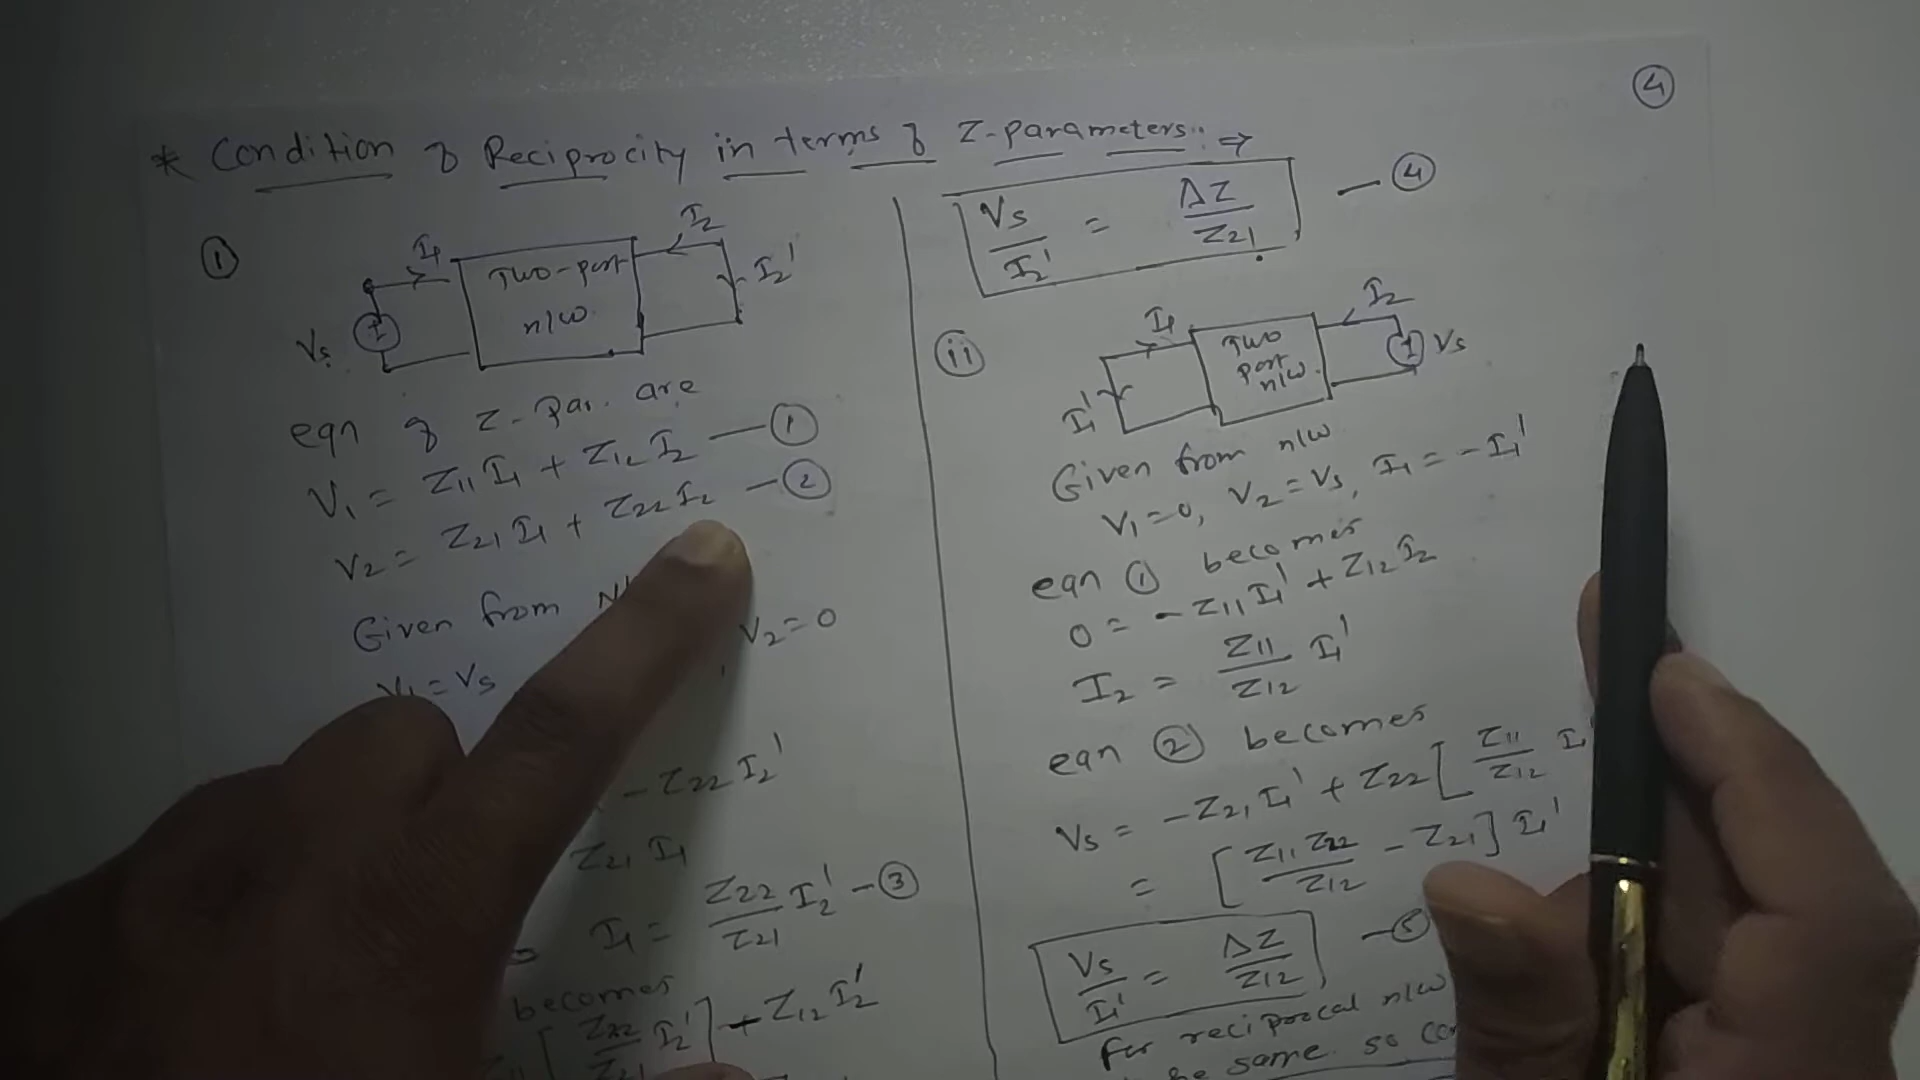 ④
* Condition of Reciprocity in terms of Z-parameters :→
①
I1
I2
I2'
Two-port
n/w.
Vs
eqn of Z-Par. are
V1 = Z11 I1 + Z12 I2 — ①
V2 = Z21 I1 + Z22 I2 — ②
Given from
V1 = Vs , V2 = 0
- Z22 I2'
Z21 I1
I1 = Z22/Z21 I2' — ③
becomes
[Z22/Z21 I2'] + Z12 I2'
Vs/I2' = ΔZ/Z21 — ④
ii
I1
I2
Two
port
n/w.
Vs
I1'
Given from n/w
V1 = 0, V2 = Vs, I1 = - I1'
eqn ① becomes
0 = - Z11 I1' + Z12 I2
I2 = Z11/Z12 I1'
eqn ② becomes
Vs = - Z21 I1' + Z22 [Z11/Z12 I
= [Z11 Z22/Z12 - Z21] I1'
Vs/I1' = ΔZ/Z12 — ⑤
for reciprocal n/w
be same. so